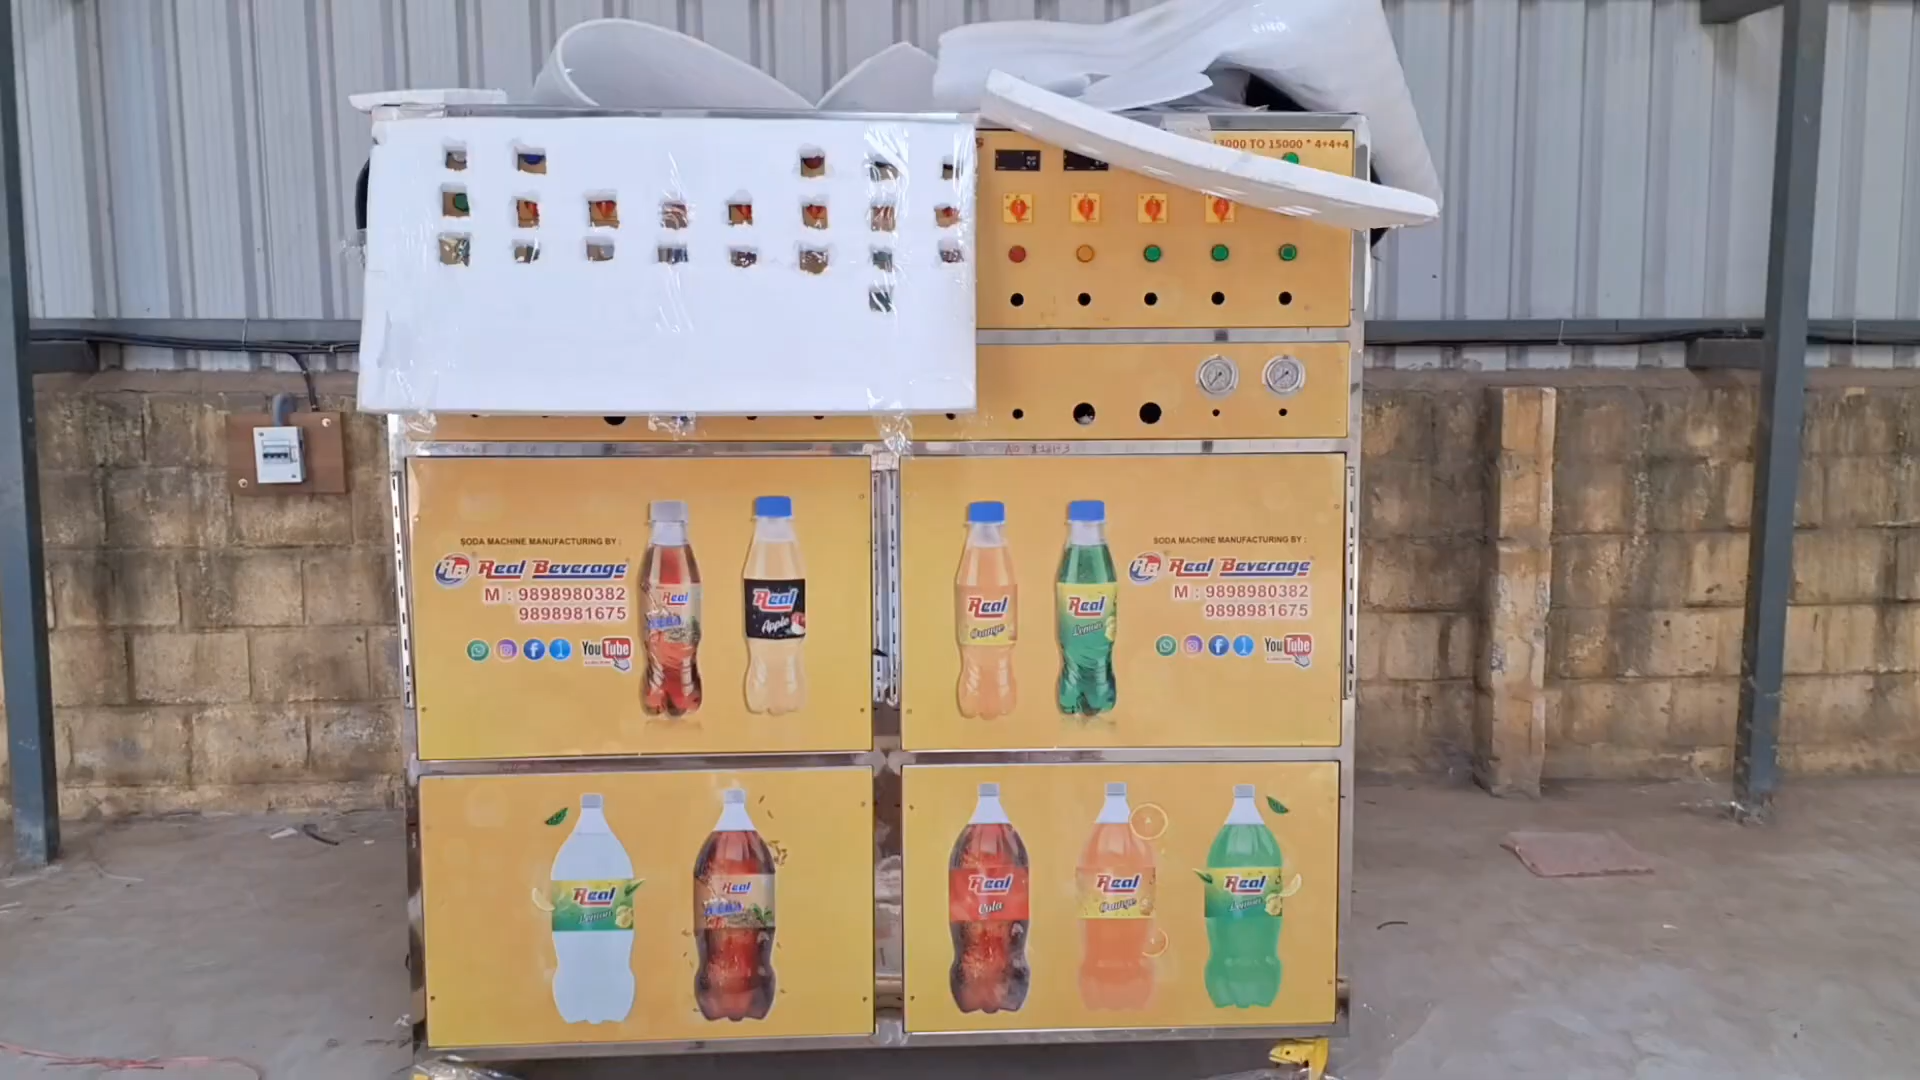 3000 TO 15000 * 4+4+4
SODA MACHINE MANUFACTURING BY :
RB Real Beverage
M : 9898980382
9898981675
YouTube
Real
Real
Apple
Real
Orange
Real
Lemon
SODA MACHINE MANUFACTURING BY :
RB Real Beverage
M : 9898980382
9898981675
YouTube
Real
Lemon
Real
Real
Cola
Real
Orange
Real
Lemon